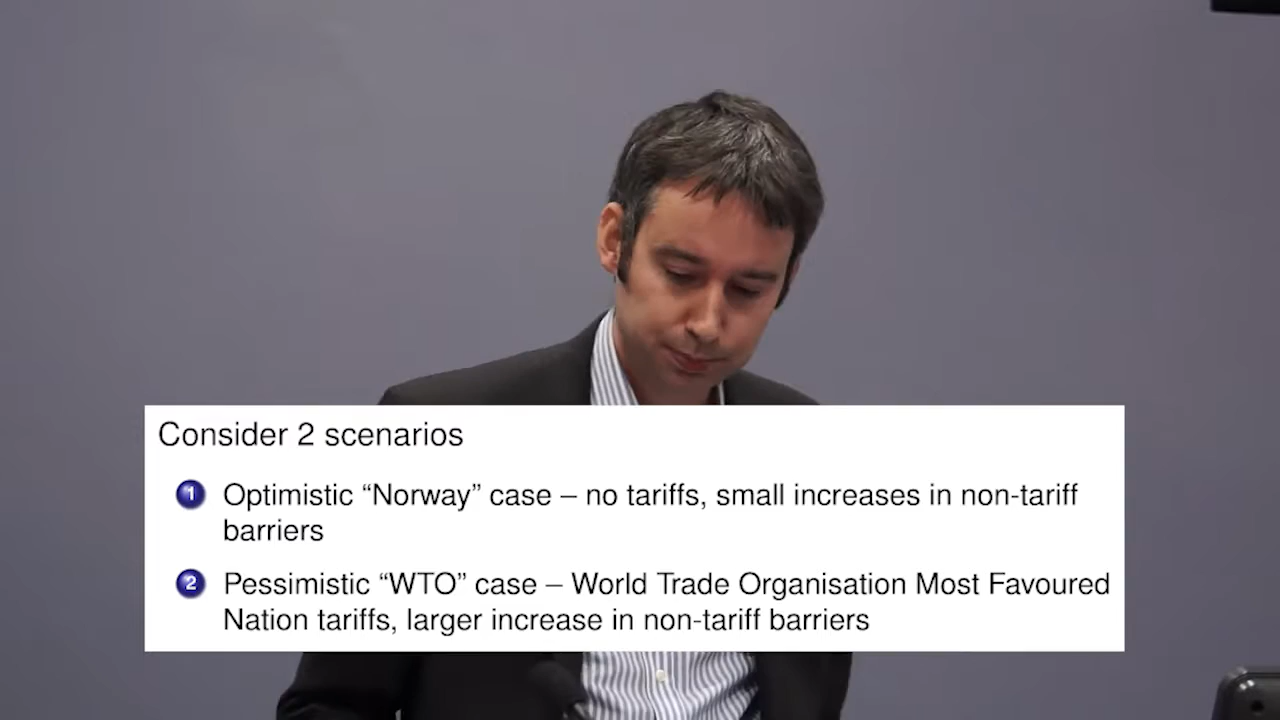 Consider 2 scenarios
1 Optimistic “Norway” case – no tariffs, small increases in non-tariff
barriers
2 Pessimistic “WTO” case – World Trade Organisation Most Favoured
Nation tariffs, larger increase in non-tariff barriers